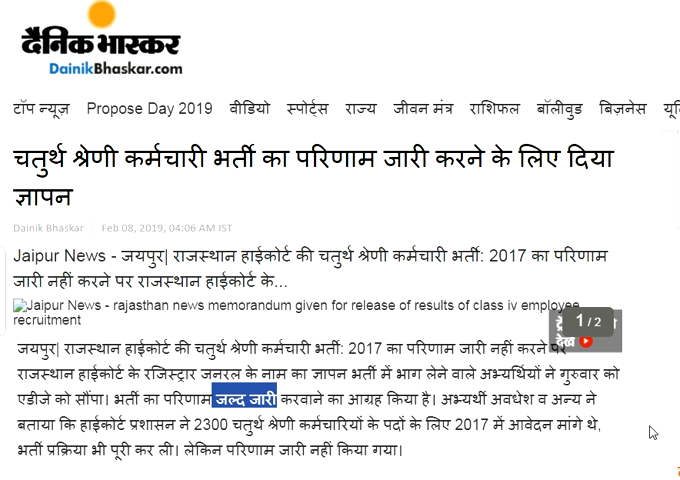 दैनिक भास्कर
DainikBhaskar.com
टॉप न्यूज़ Propose Day 2019 वीडियो स्पोर्ट्स राज्य जीवन मंत्र राशिफल बॉलीवुड बिज़नेस
चतुर्थ श्रेणी कर्मचारी भर्ती का परिणाम जारी करने के लिए दिया
ज्ञापन
Dainik Bhaskar Feb 08, 2019, 04:06 AM IST
Jaipur News - जयपुर| राजस्थान हाईकोर्ट की चतुर्थ श्रेणी कर्मचारी भर्ती: 2017 का परिणाम
जारी नहीं करने पर राजस्थान हाईकोर्ट के...
Jaipur News - rajasthan news memorandum given for release of results of class iv employee
recruitment
1 / 2
देखें
जयपुर| राजस्थान हाईकोर्ट की चतुर्थ श्रेणी कर्मचारी भर्ती: 2017 का परिणाम जारी नहीं करने पर
राजस्थान हाईकोर्ट के रजिस्ट्रार जनरल के नाम का ज्ञापन भर्ती में भाग लेने वाले अभ्यर्थियों ने गुरुवार को
एडीजे को सौंपा। भर्ती का परिणाम जल्द जारी करवाने का आग्रह किया है। अभ्यर्थी अवधेश व अन्य ने
बताया कि हाईकोर्ट प्रशासन ने 2300 चतुर्थ श्रेणी कर्मचारियों के पदों के लिए 2017 में आवेदन मांगे थे,
भर्ती प्रक्रिया भी पूरी कर ली। लेकिन परिणाम जारी नहीं किया गया।